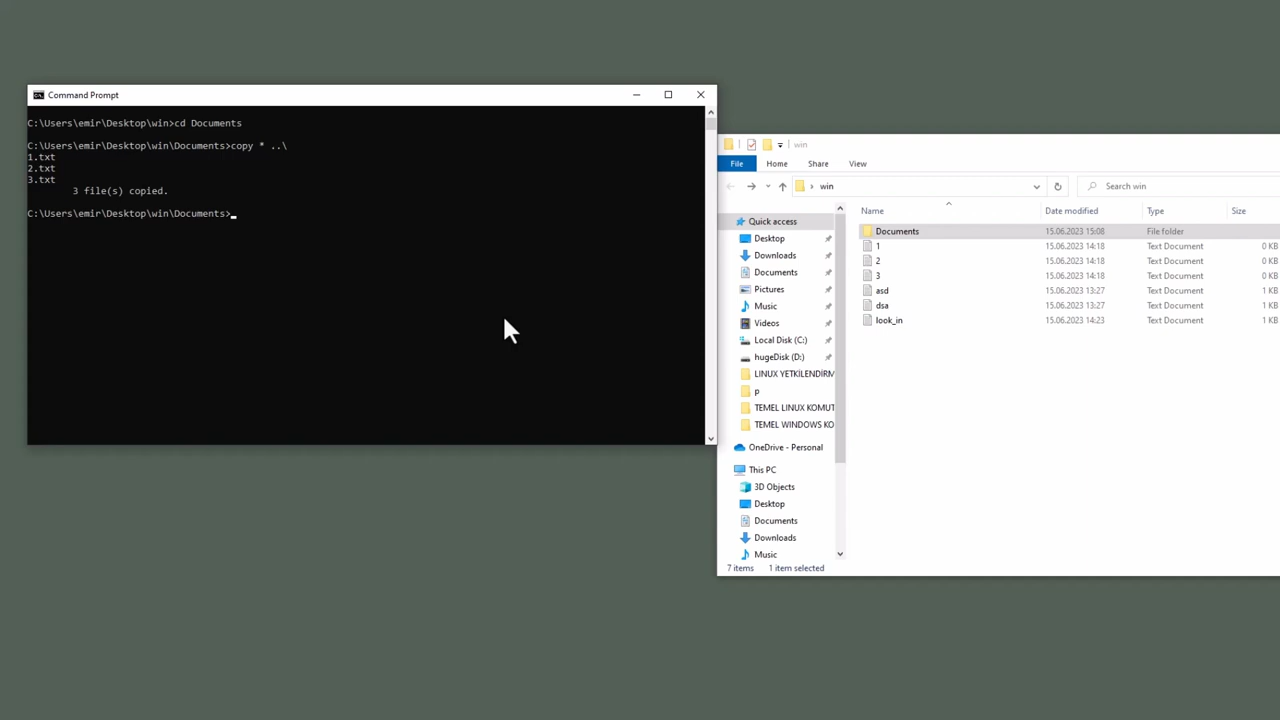 Command Prompt
C:\Users\emir\Desktop\win>cd Documents
C:\Users\emir\Desktop\win\Documents>copy * ..\
1.txt
2.txt
3.txt
3 file(s) copied.
C:\Users\emir\Desktop\win\Documents>_
win
File Home Share View
win
Search win
Name Date modified Type Size
Quick access
Desktop
Downloads
Documents
Pictures
Music
Videos
Local Disk (C:)
hugeDisk (D:)
LINUX YETKİLENDİRM
p
TEMEL LINUX KOMUT
TEMEL WINDOWS KO
OneDrive - Personal
This PC
3D Objects
Desktop
Documents
Downloads
Music
Documents 15.06.2023 15:08 File folder
1 15.06.2023 14:18 Text Document 0 KB
2 15.06.2023 14:18 Text Document 0 KB
3 15.06.2023 14:18 Text Document 0 KB
asd 15.06.2023 13:27 Text Document 1 KB
dsa 15.06.2023 13:27 Text Document 1 KB
look_in 15.06.2023 14:23 Text Document 1 KB
7 items 1 item selected